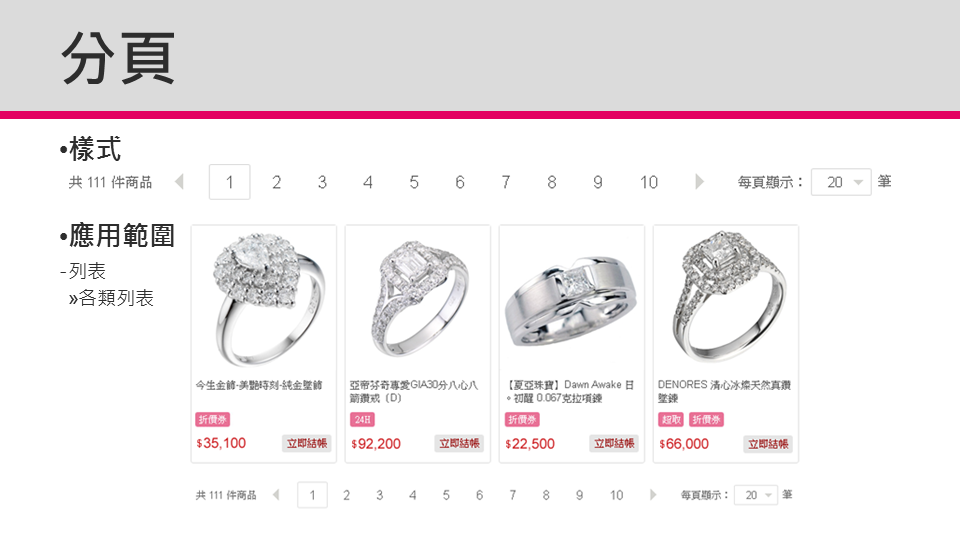 分頁
•樣式
共 111 件商品 1 2 3 4 5 6 7 8 9 10 每頁顯示： 20 筆
•應用範圍
-列表
»各類列表
今生金飾-美艷時刻-純金墜飾
折價券
$35,100 立即結帳
亞帝芬奇專愛GIA30分八心八
箭鑽戒〔D〕
24H
$92,200 立即結帳
【夏亞珠寶】Dawn Awake 日
。初醒 0.067克拉項鍊
折價券
$22,500 立即結帳
DENORES 清心冰燦天然真鑽
墜鍊
超取 折價券
$66,000 立即結帳
共 111 件商品 1 2 3 4 5 6 7 8 9 10 每頁顯示： 20 筆